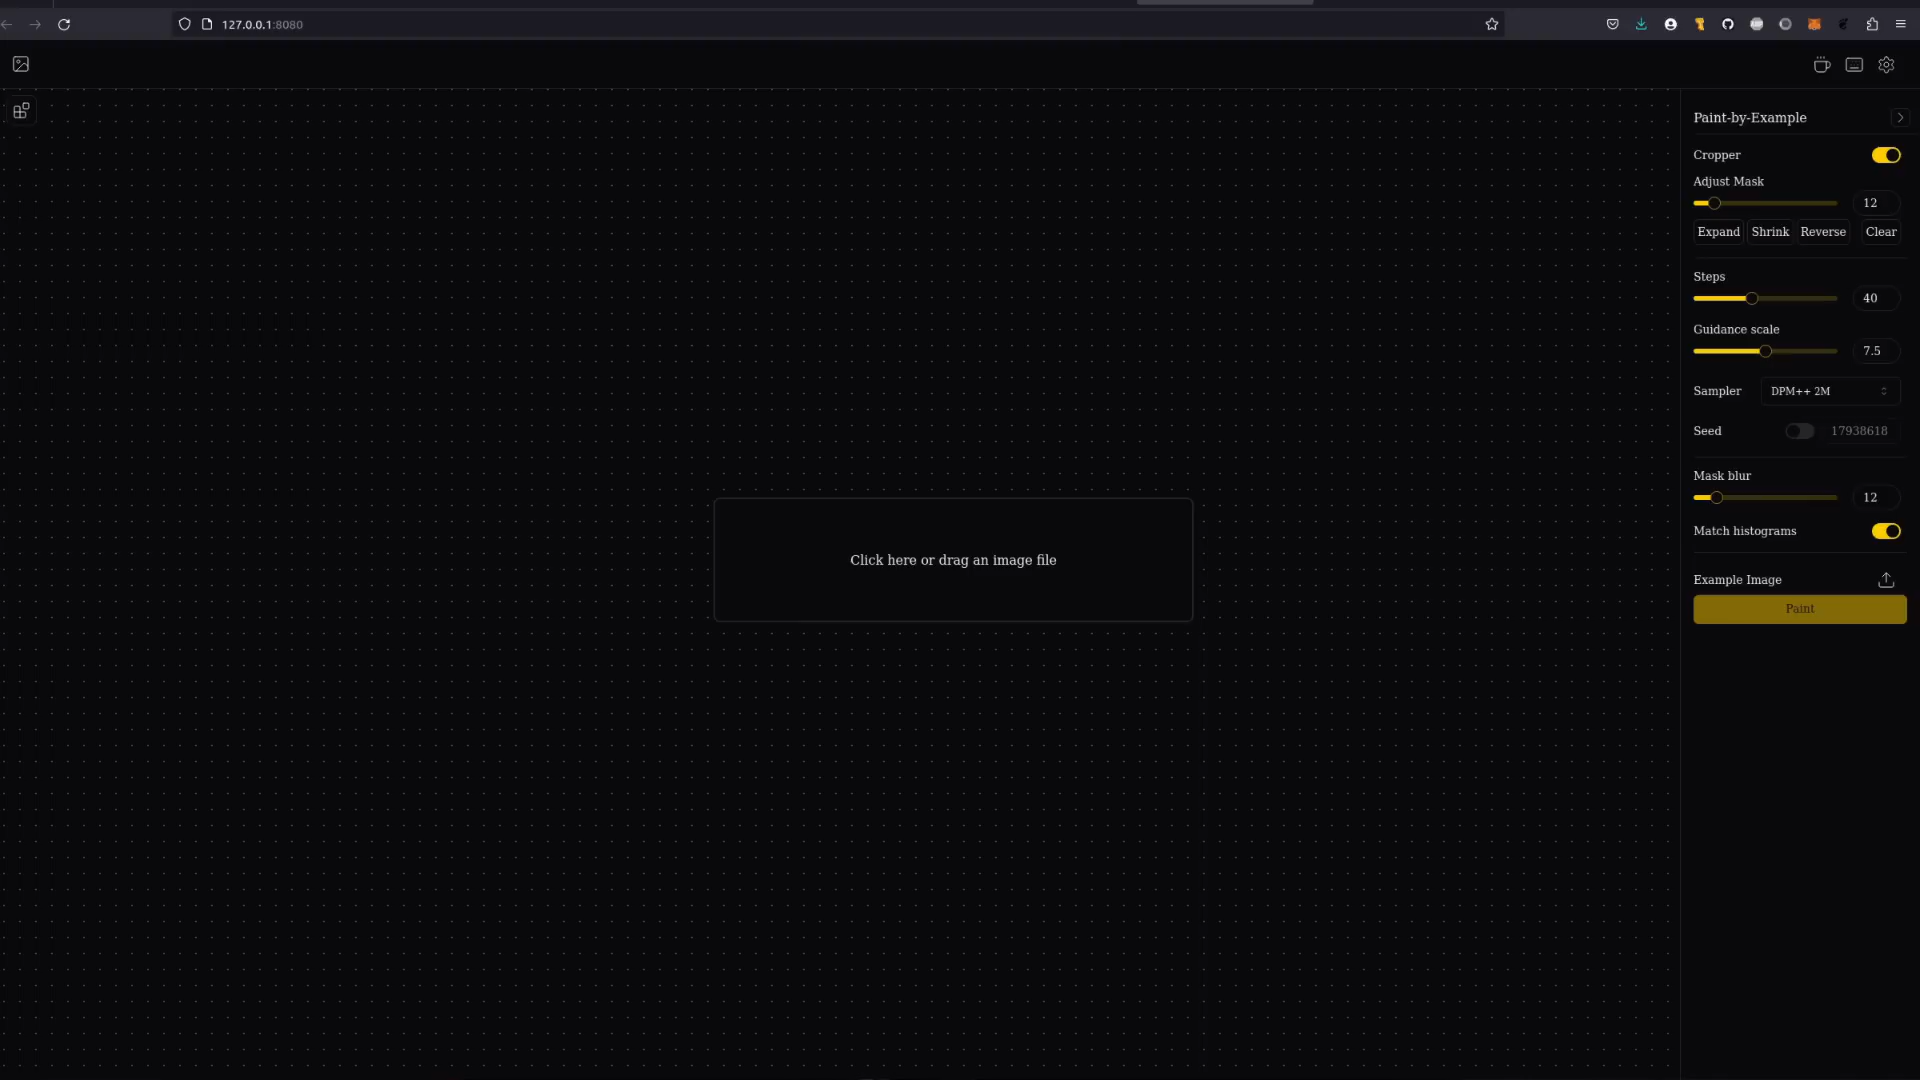 127.0.0.1:8080
Paint-by-Example
Cropper
Adjust Mask
12
Expand Shrink Reverse Clear
Steps
40
Guidance scale
7.5
Sampler DPM++ 2M
Seed 17938618
Mask blur
12
Match histograms
Click here or drag an image file
Example Image
Paint